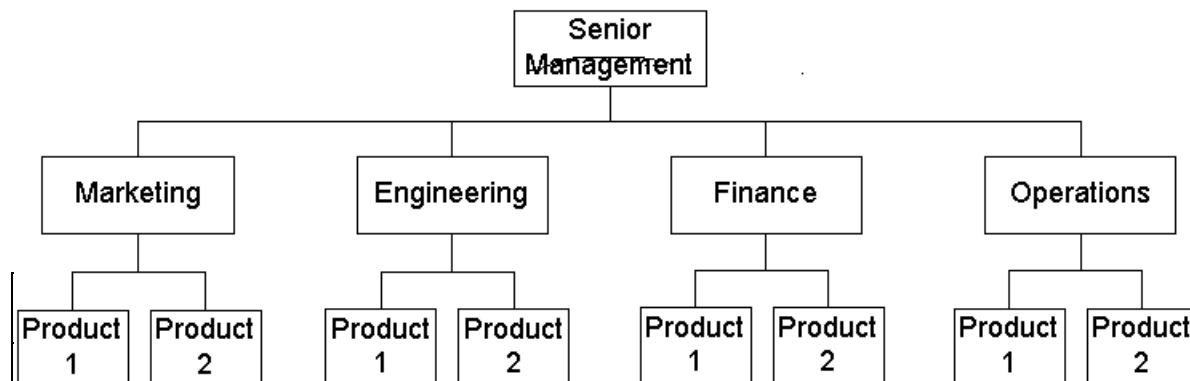 Senior
Management
Marketing
Engineering
Finance
Operations
Product
1
Product
2
Product
1
Product
2
Product
1
Product
2
Product
1
Product
2